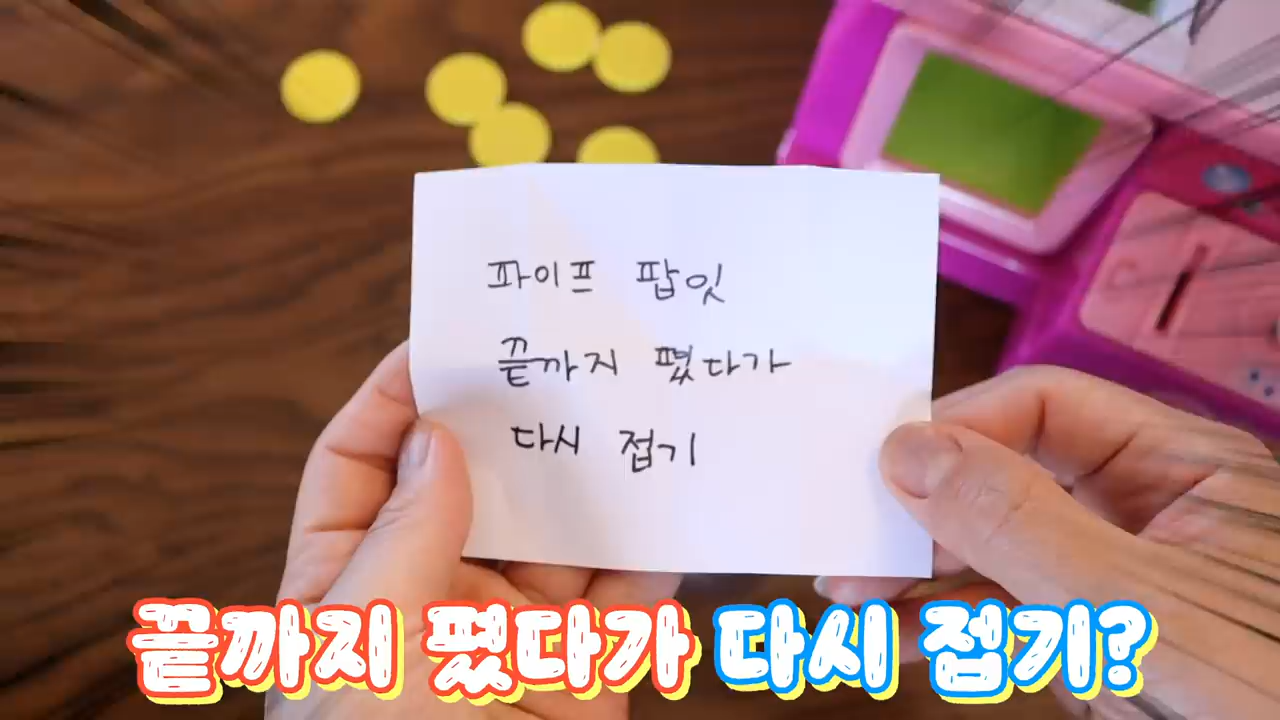 파이프 팝잇
끝까지 폈다가
다시 접기
끝까지 폈다가 다시 접기?